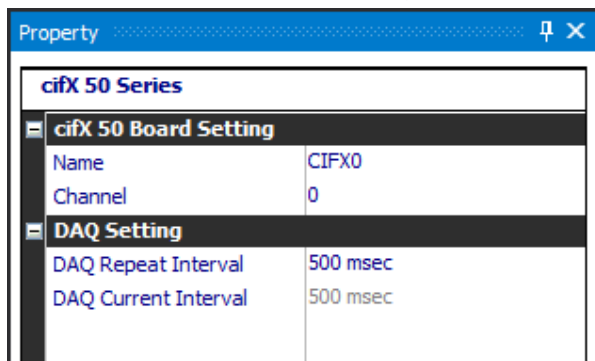 Property
cifX 50 Series
cifX 50 Board Setting
Name CIFX0
Channel 0
DAQ Setting
DAQ Repeat Interval 500 msec
DAQ Current Interval 500 msec